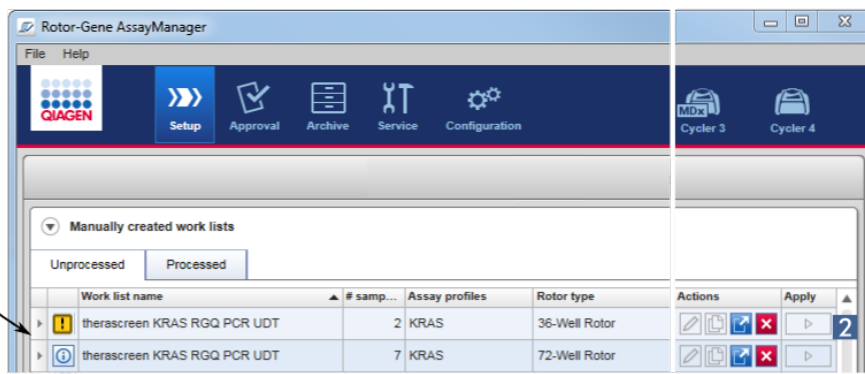 Rotor-Gene AssayManager
File Help
QIAGEN
Setup Approval Archive Service Configuration MDx Cycler 3 Cycler 4
Manually created work lists
Unprocessed Processed
Work list name # samp... Assay profiles Rotor type Actions Apply
therascreen KRAS RGQ PCR UDT 2 KRAS 36-Well Rotor 2
therascreen KRAS RGQ PCR UDT 7 KRAS 72-Well Rotor